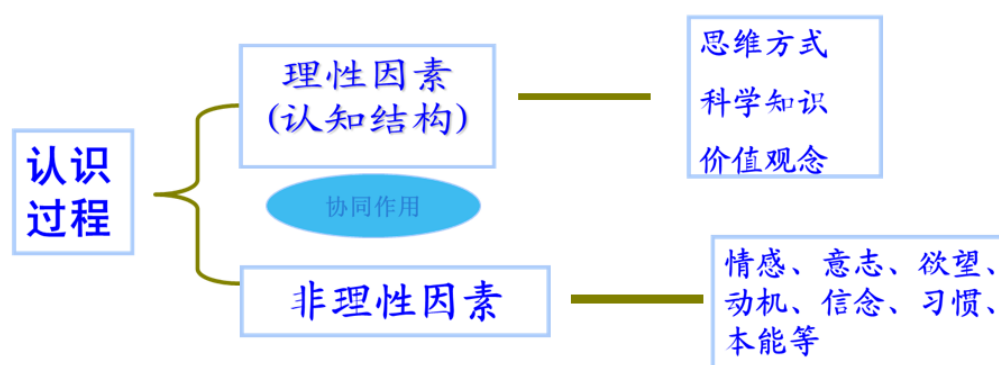 认识
过程
理性因素
(认知结构)
思维方式
科学知识
价值观念
协同作用
非理性因素
情感、意志、欲望、
动机、信念、习惯、
本能等